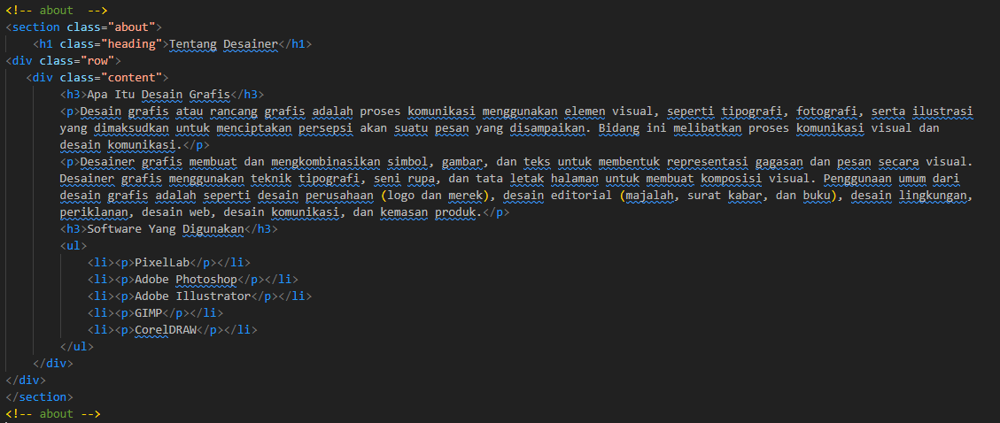 <!-- about  -->
<section class="about">
    <h1 class="heading">Tentang Desainer</h1>
<div class="row">
   <div class="content">
        <h3>Apa Itu Desain Grafis</h3>
        <p>Desain grafis atau rancang grafis adalah proses komunikasi menggunakan elemen visual, seperti tipografi, fotografi, serta ilustrasi
        yang dimaksudkan untuk menciptakan persepsi akan suatu pesan yang disampaikan. Bidang ini melibatkan proses komunikasi visual dan
        desain komunikasi.</p>
        <p>Desainer grafis membuat dan mengkombinasikan simbol, gambar, dan teks untuk membentuk representasi gagasan dan pesan secara visual.
        Desainer grafis menggunakan teknik tipografi, seni rupa, dan tata letak halaman untuk membuat komposisi visual. Penggunaan umum dari
        desain grafis adalah seperti desain perusahaan (logo dan merek), desain editorial (majalah, surat kabar, dan buku), desain lingkungan,
        periklanan, desain web, desain komunikasi, dan kemasan produk.</p>
        <h3>Software Yang Digunakan</h3>
        <ul>
            <li><p>PixelLab</p></li>
            <li><p>Adobe Photoshop</p></li>
            <li><p>Adobe Illustrator</p></li>
            <li><p>GIMP</p></li>
            <li><p>CorelDRAW</p></li>
        </ul>
    </div>
</div>
</section>
<!-- about -->